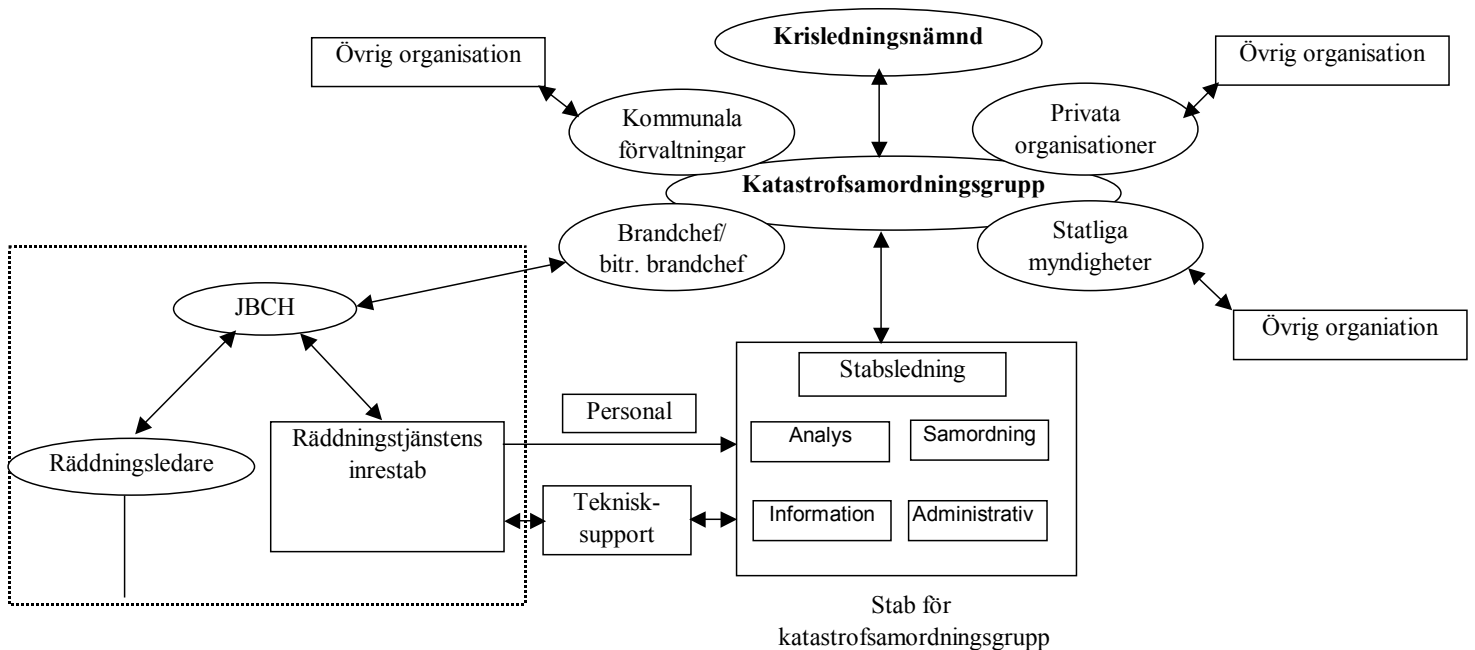 Krisledningsnämnd
Övrig organisation
Övrig organisation
Kommunala
förvaltningar
Privata
organisationer
Katastrofsamordningsgrupp
Brandchef/
bitr. brandchef
Statliga
myndigheter
JBCH
Övrig organiation
Stabsledning
Personal
Räddningstjänstens
inrestab
Analys
Samordning
Räddningsledare
Teknisk-
support
Information
Administrativ
Stab för
katastrofsamordningsgrupp